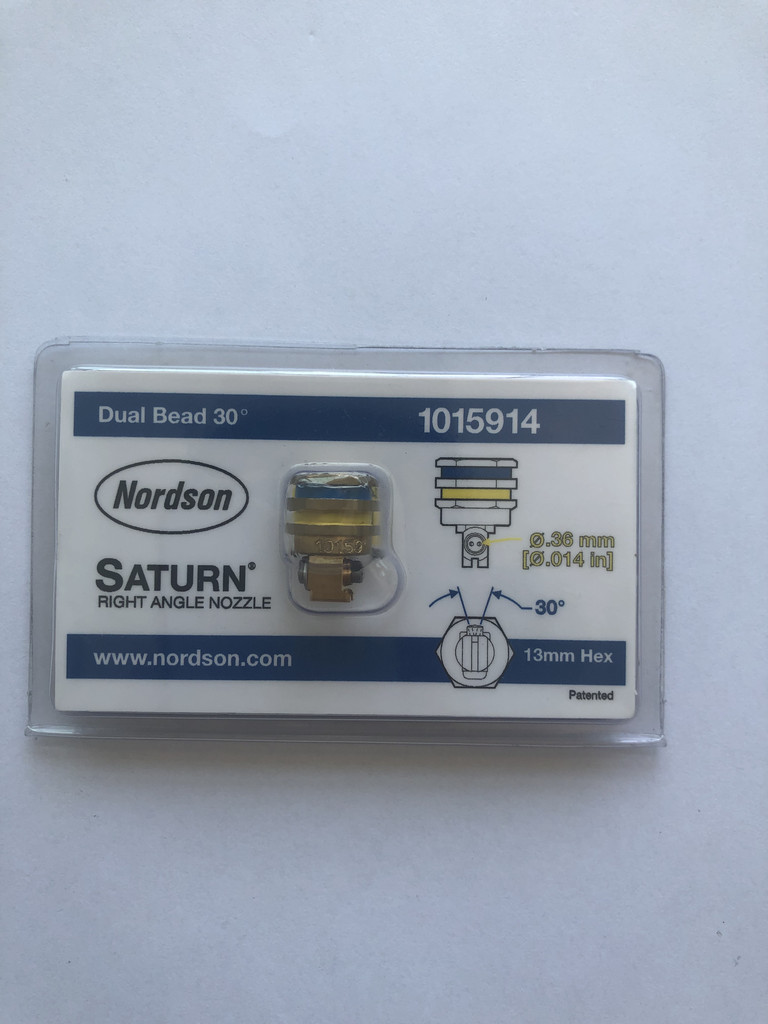 Dual Bead 30°
1015914
Nordson
SATURN®
RIGHT ANGLE NOZZLE
10159
Ø.36 mm
[Ø.014 in]
30°
www.nordson.com
13mm Hex
Patented